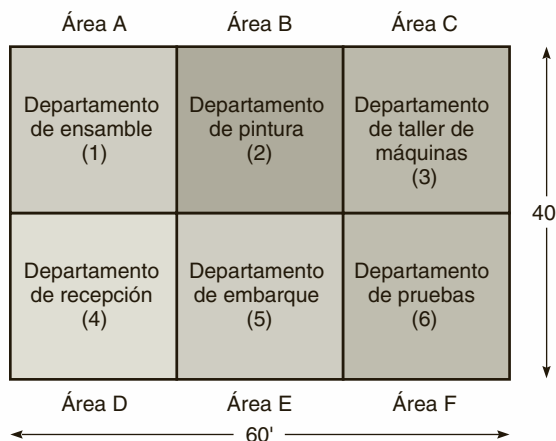 Área A Área B Área C
Departamento
de ensamble
(1)
Departamento
de pintura
(2)
Departamento
de taller de
máquinas
(3)
40
Departamento
de recepción
(4)
Departamento
de embarque
(5)
Departamento
de pruebas
(6)
Área D Área E Área F
60'